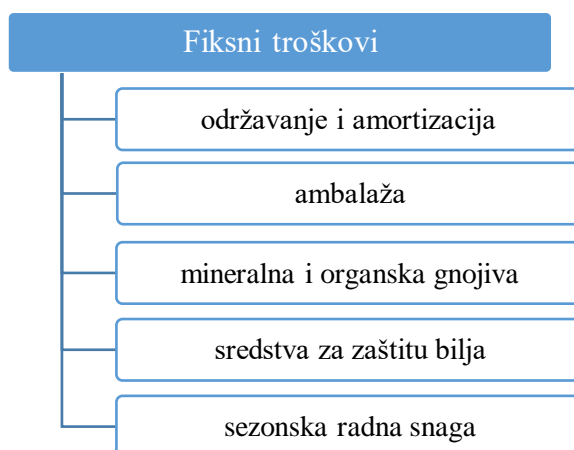 Fiksni troškovi
održavanje i amortizacija
ambalaža
mineralna i organska gnojiva
sredstva za zaštitu bilja
sezonska radna snaga